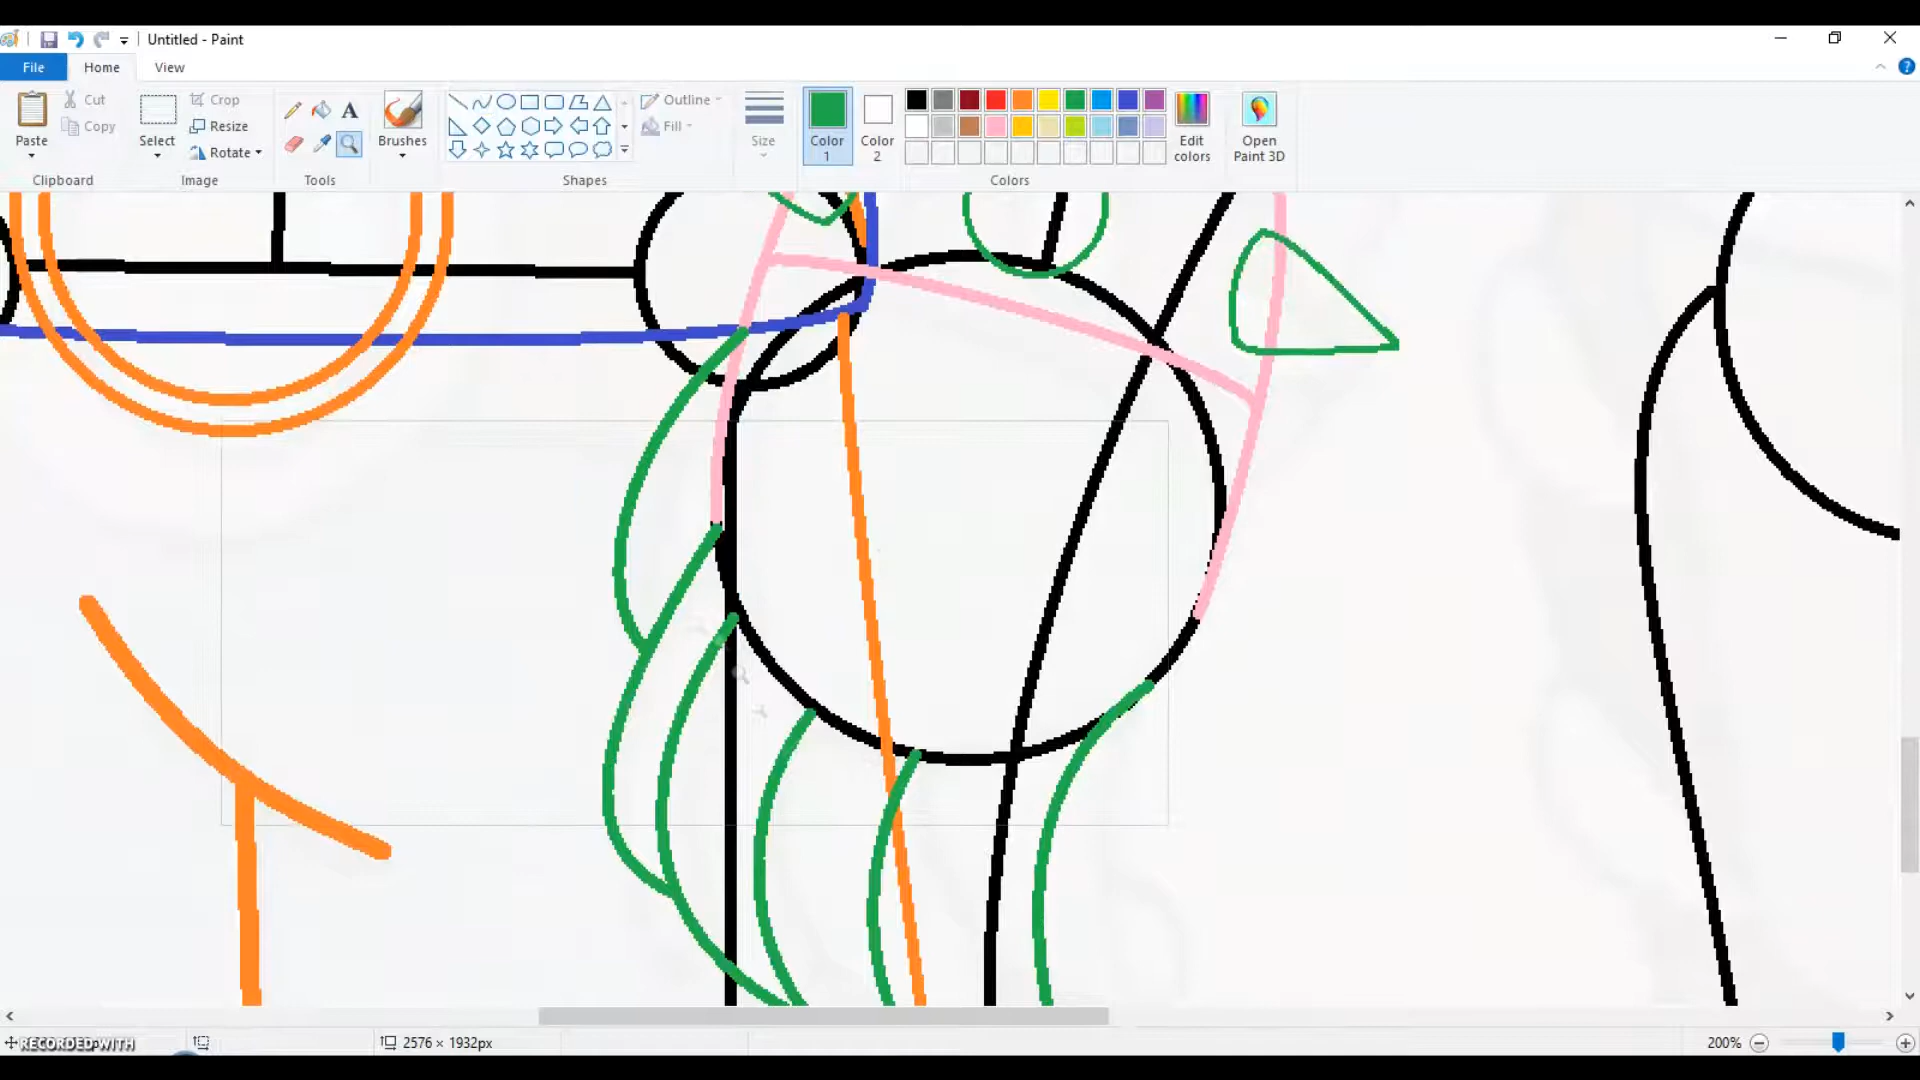 Untitled - Paint
File Home View
Paste
Cut
Copy
Clipboard
Select
Crop
Resize
Rotate
Image
A
Tools
Brushes
Shapes
Outline
Fill
Size
Color 1
Color 2
Colors
Edit colors
Open Paint 3D
RECORDED WITH
2576 × 1932px
200%